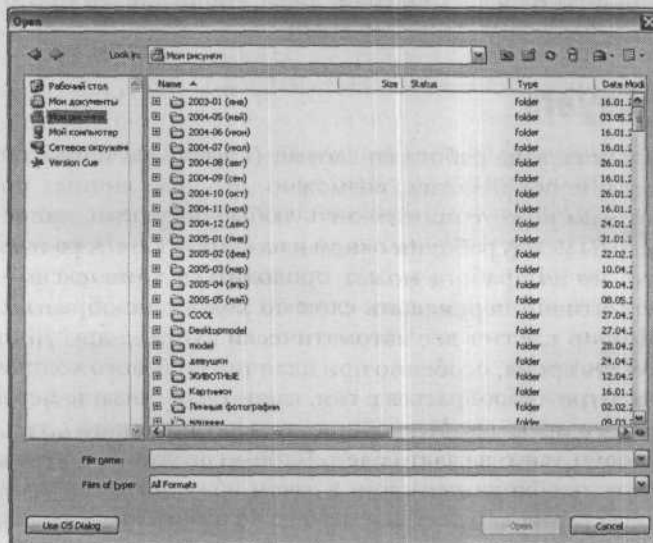 Open
Look in: Мои рисунки
Рабочий стол
Мои документы
Мои рисунки
Мой компьютер
Сетевое окружен
Version Cue
Name Size Status Type Date Modi
2003-01 (янв) folder 16.01.2
2004-05 (май) folder 03.05.2
2004-06 (июн) folder 16.01.2
2004-07 (июл) folder 16.01.2
2004-08 (авг) folder 16.01.2
2004-09 (сен) folder 16.01.2
2004-10 (окт) folder 26.01.2
2004-11 (ноя) folder 16.01.2
2004-12 (дек) folder 24.01.2
2005-01 (янв) folder 31.01.2
2005-02 (фев) folder 22.02.2
2005-03 (мар) folder 10.04.2
2005-04 (апр) folder 30.04.2
2005-05 (май) folder 08.05.2
COOL folder 27.04.2
Desktopmodel folder 27.04.2
model folder 28.04.2
девушки folder 24.04.2
ЖИВОТНЫЕ folder 12.04.2
Картинки folder 16.01.2
Личные фотографии folder 02.02.2
машины folder 09.03.2
File name:
Files of type: All Formats
Use OS Dialog Open Cancel